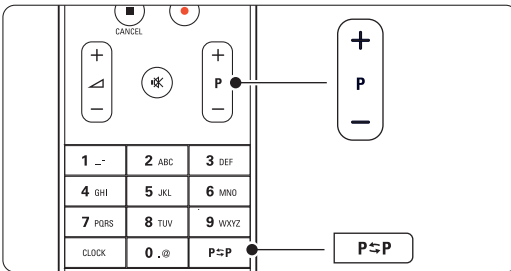 CANCEL
+ + +
P P
− − −
1 _- 2 ABC 3 DEF
4 GHI 5 JKL 6 MNO
7 PQRS 8 TUV 9 WXYZ
CLOCK 0 .@ P⇆P P⇆P